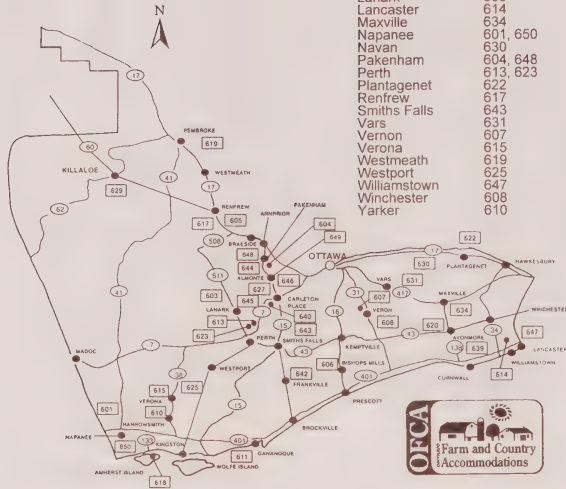 N
Lancaster 614
Maxville 634
Napanee 601, 650
Navan 630
Pakenham 604, 648
Perth 613, 623
Plantagenet 622
Renfrew 617
Smiths Falls 643
Vars 631
Vernon 607
Verona 615
Westmeath 619
Westport 625
Williamstown 647
Winchester 608
Yarker 610
17
PEMBROKE
619
60
41
WESTMEATH
KILLALOE
17
629
RENFREW
62
617
605
ARNPRIOR
PAKENHAM
604
649
508
BRAESIDE
648
644
ALMONTE
646
OTTAWA
17
622
630
PLANTAGENET
HAWKESBURY
511
627
VARS
631
417
603
645
CARLETON
PLACE
31
607
VERON
MAXVILLE
41
LAHARK
640
16
608
634
WINCHESTER
613
7
643
620
34
647
623
15
AVONMORE
7
PERTH
SMITHS FALLS
43
KEMPTVILLE
43
138
639
LANCASTER
MADOC
38
WESTPORT
606
BISHOPS MILLS
401
WILLIAMSTOWN
614
615
625
642
CURNWALL
VERONA
FRANKVILLE
PRESCOTT
610
601
HARROWSMITH
15
BROCKVILLE
NAPANEE
133
KINGSTON
401
GANANOQUE
650
611
AMHERST ISLAND
WOLFE ISLAND
618
OFCA
Farm and Country
Accommodations